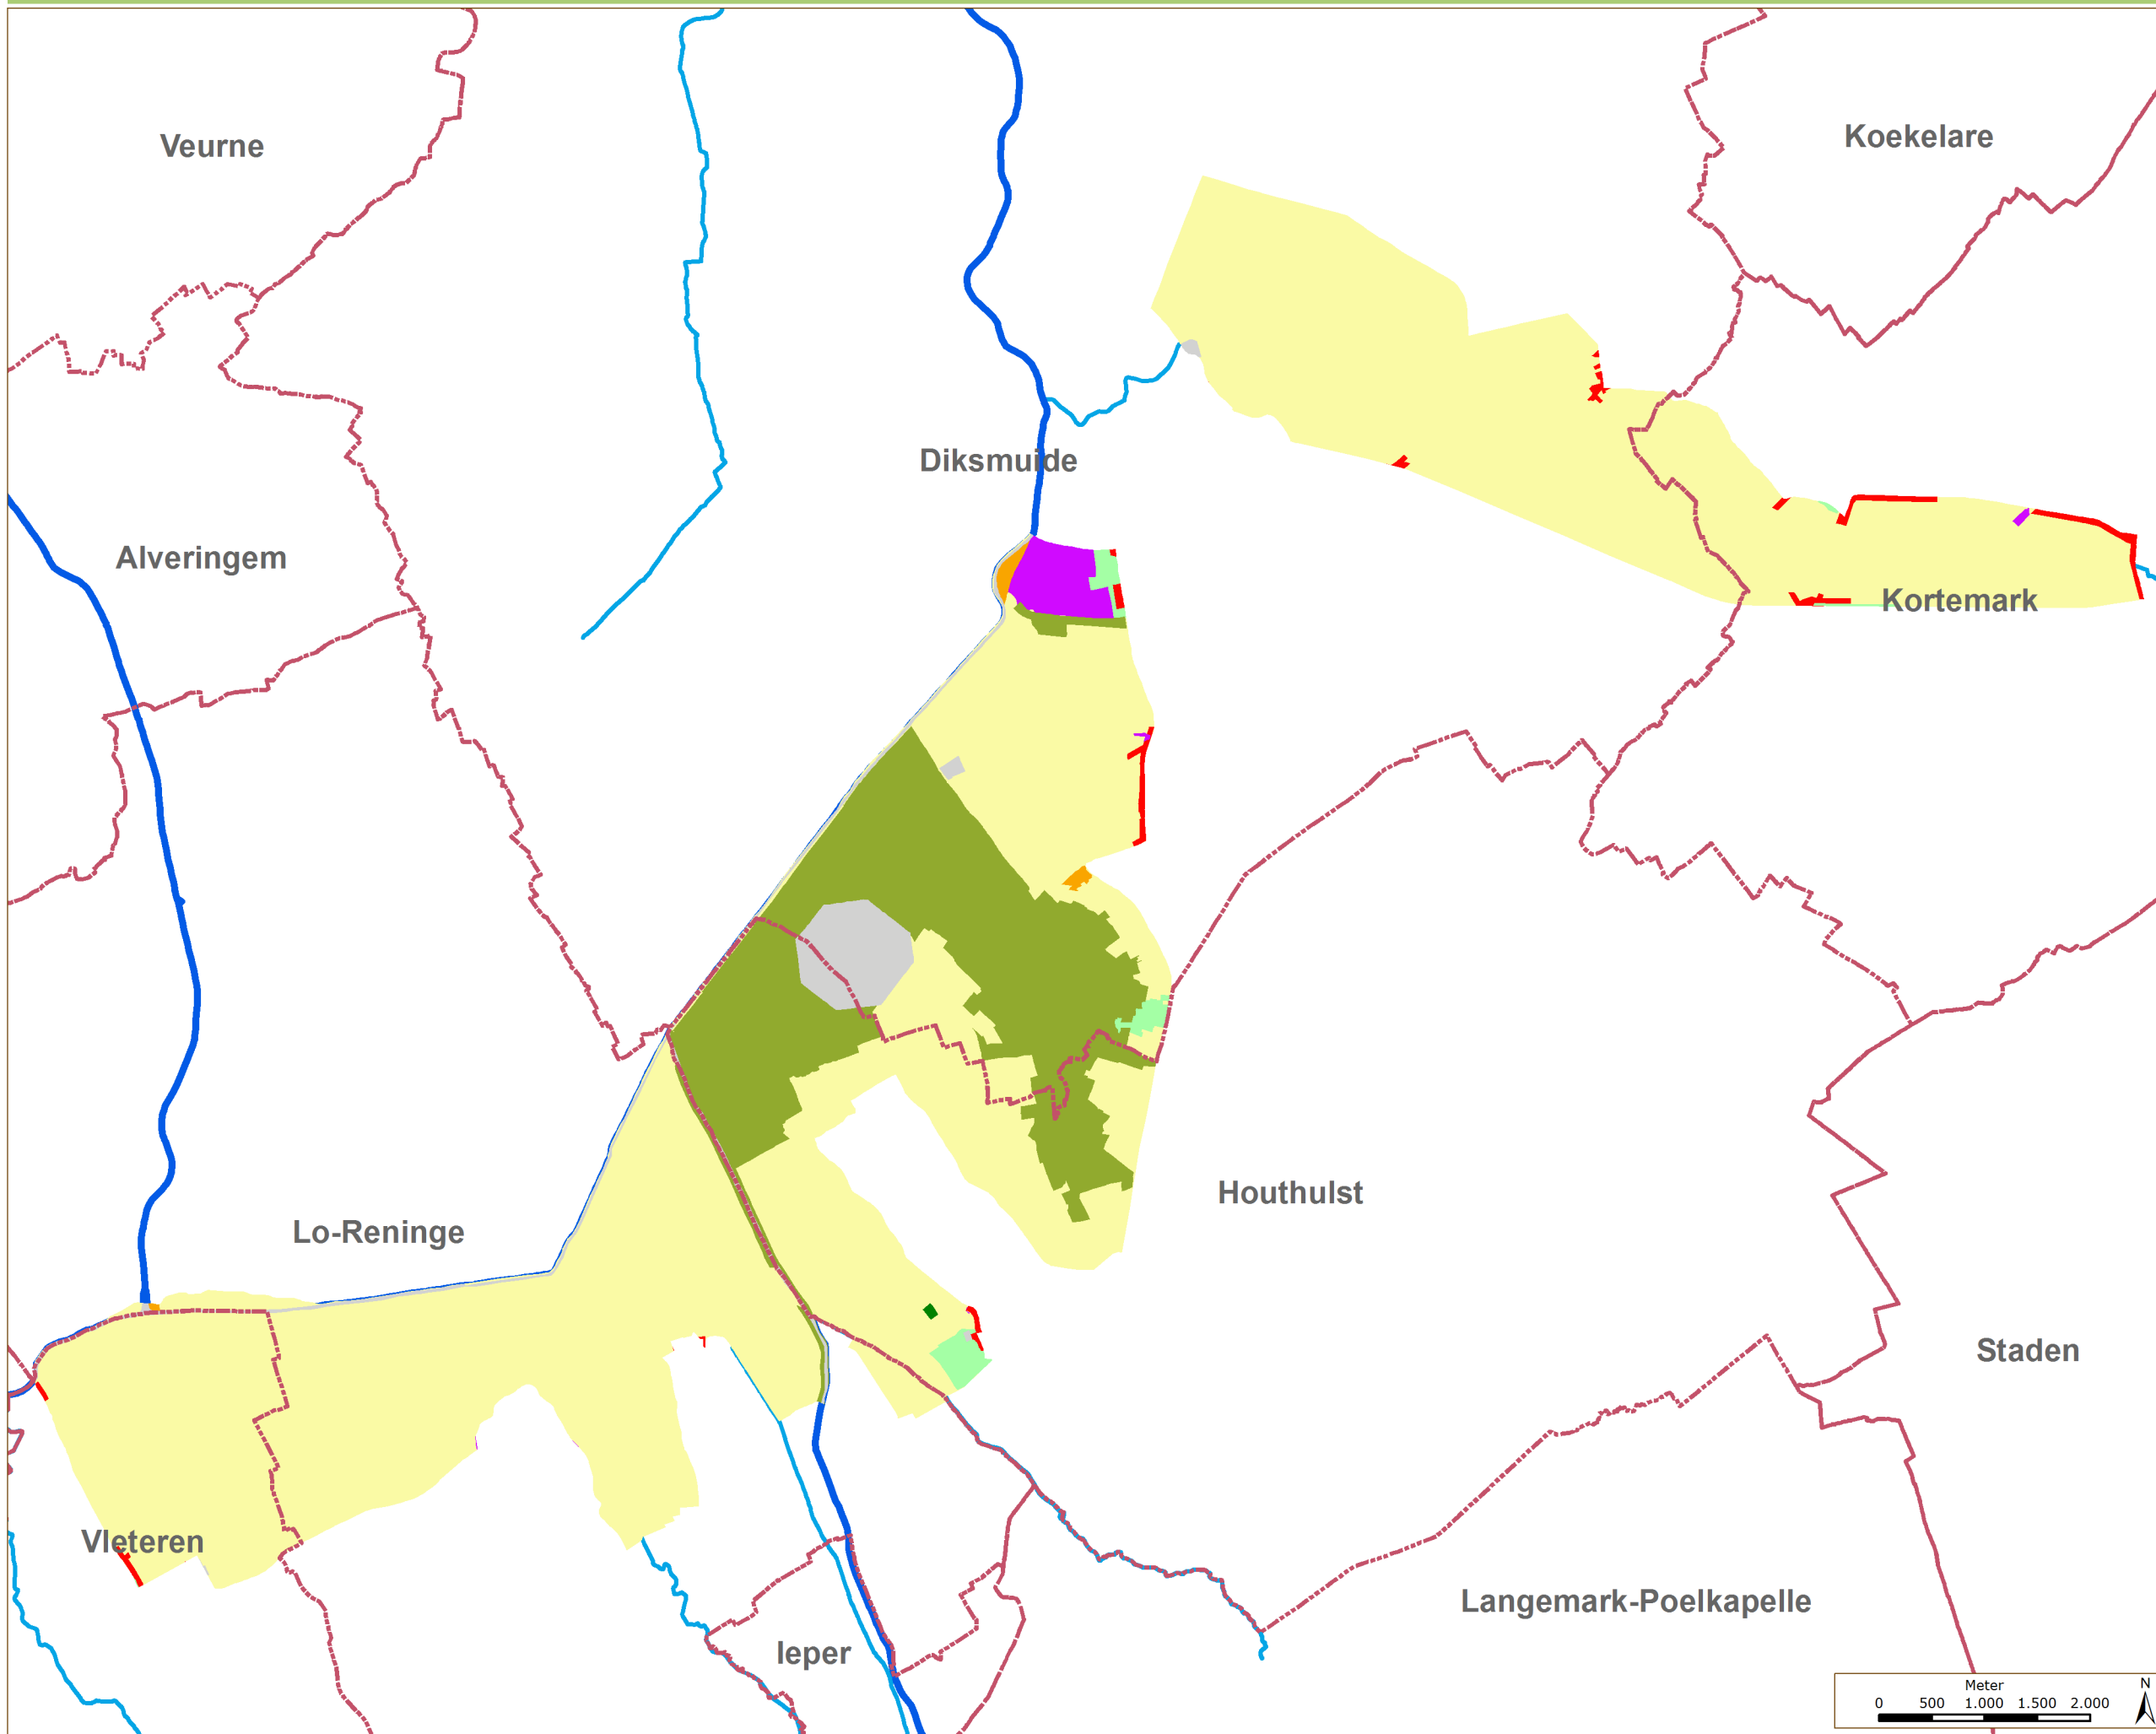 Veurne
Koekelare
Diksmuide
Alveringem
Kortemark
Houthulst
Lo-Reninge
Staden
Vleteren
Langemark-Poelkapelle
Ieper
Meter
0 500 1.000 1.500 2.000
N